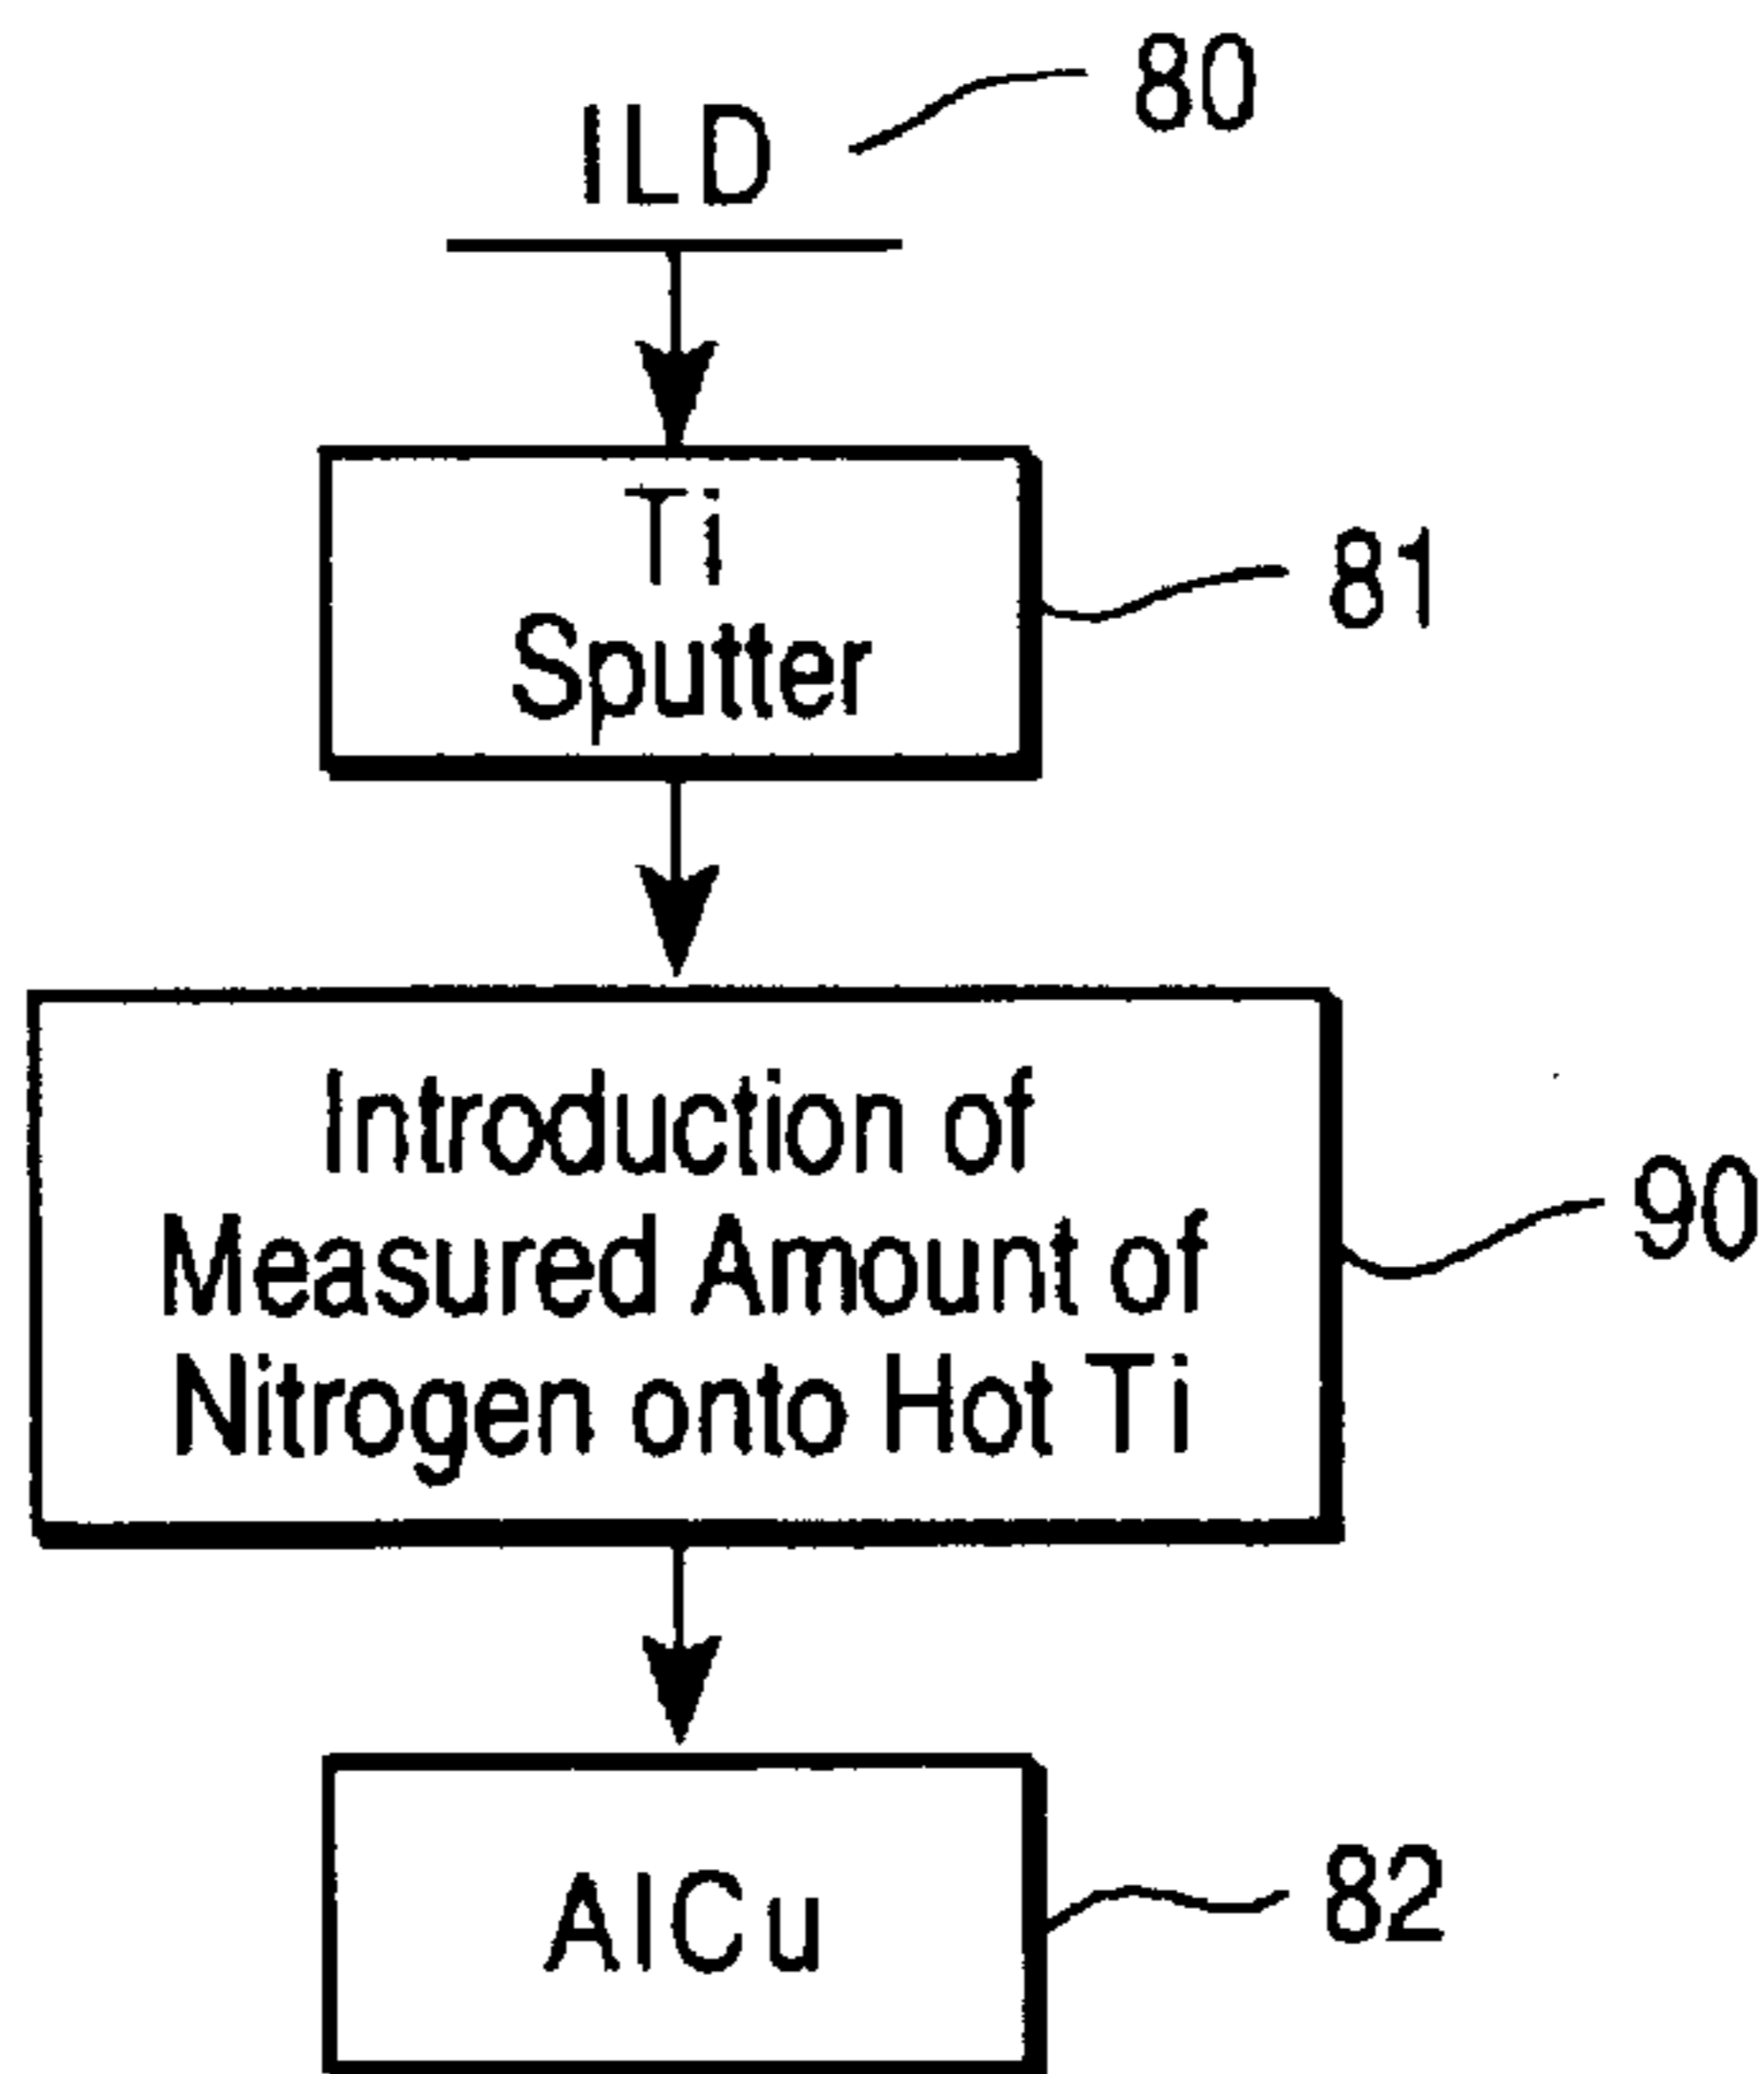 80
ILD
Ti
Sputter
81
Introduction of
Measured Amount of
Nitrogen onto Hot Ti
90
AlCu
82